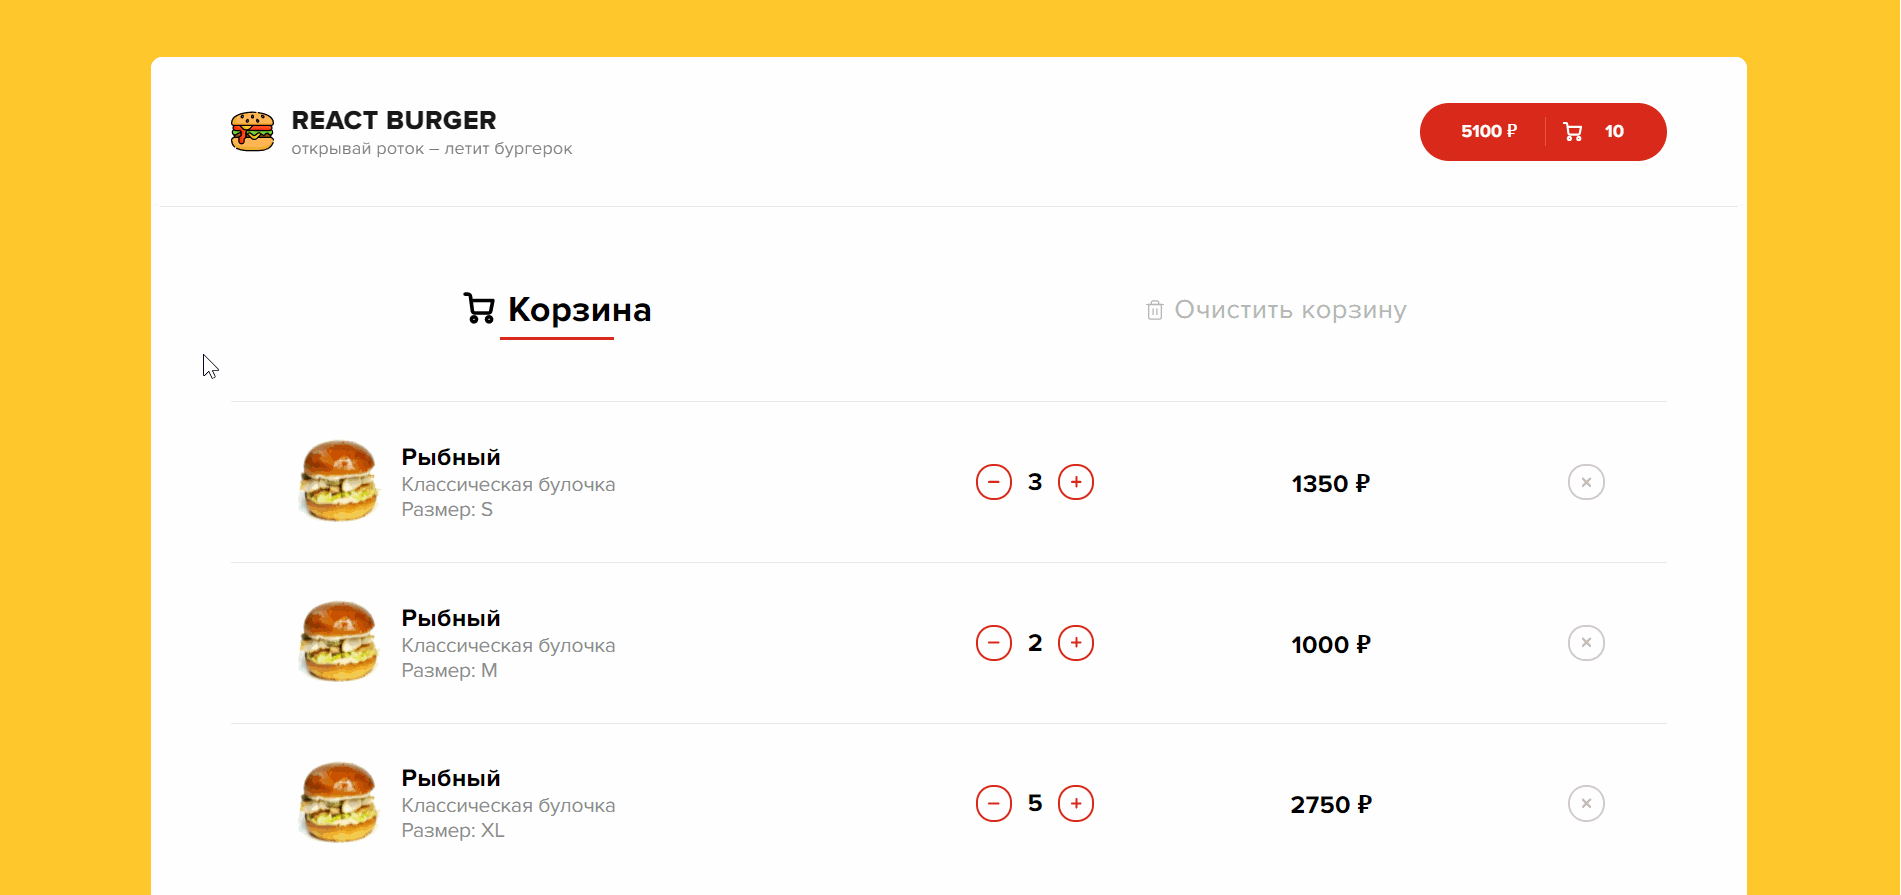 REACT BURGER
открывай роток – летит бургерок
5100 ₽ 10
Корзина
Очистить корзину
Рыбный
Классическая булочка
Размер: S
3
1350 ₽
Рыбный
Классическая булочка
Размер: M
2
1000 ₽
Рыбный
Классическая булочка
Размер: XL
5
2750 ₽